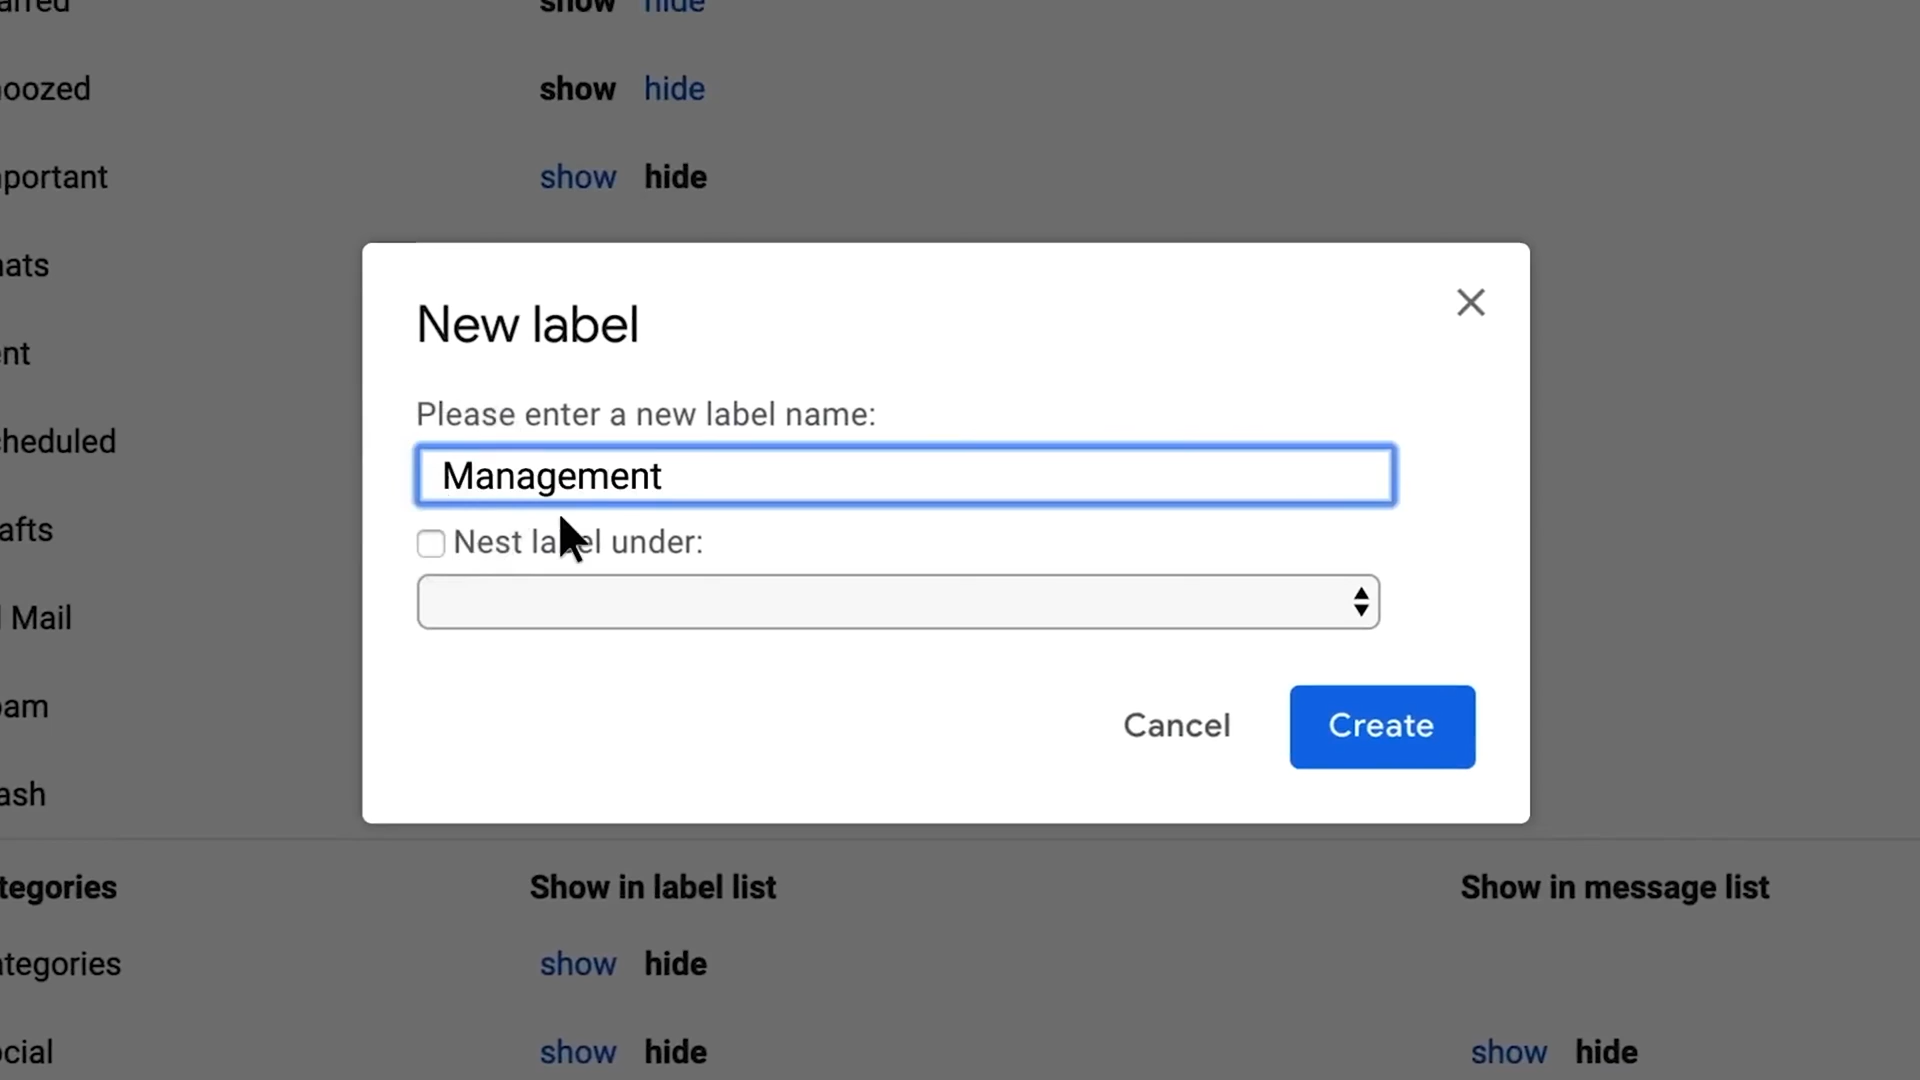 arred show hide
oozed show hide
portant show hide
ats
New label
Please enter a new label name:
nt
heduled
Management
afts
Nest label under:
Mail
am
Cancel Create
ash
tegories Show in label list Show in message list
tegories show hide
cial show hide show hide